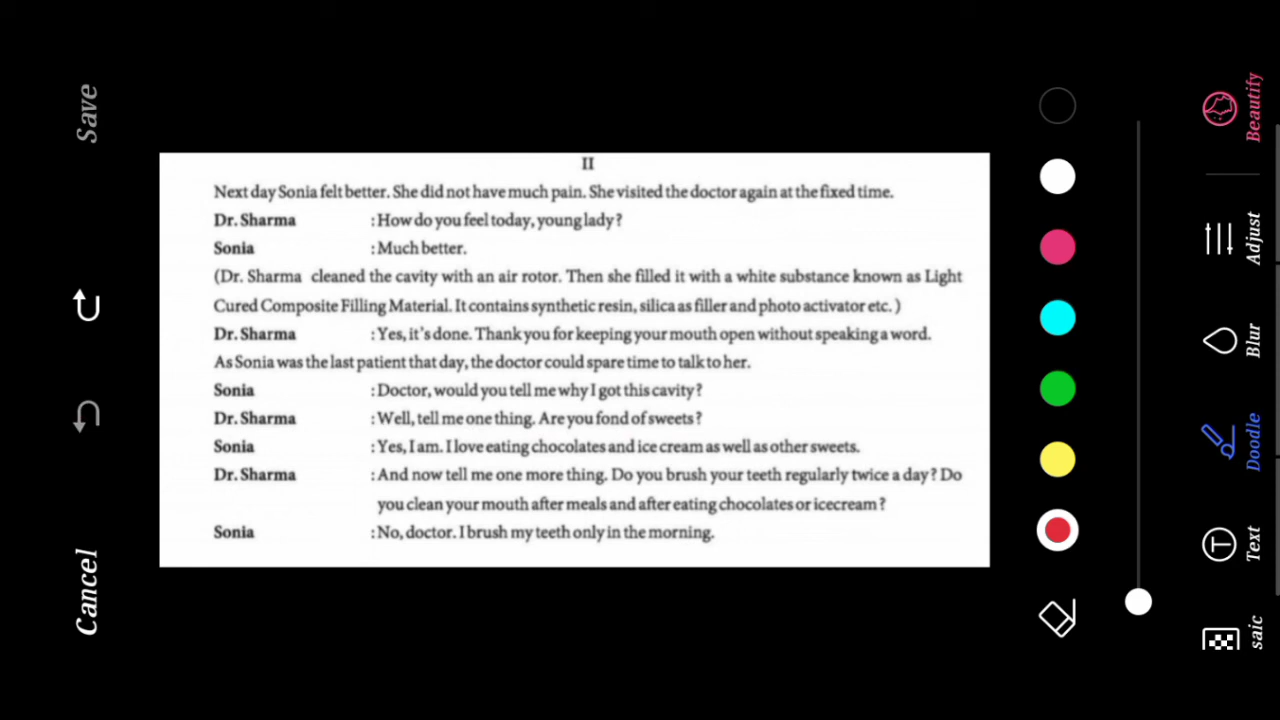 II
Next day Sonia felt better. She did not have much pain. She visited the doctor again at the fixed time.
Dr. Sharma : How do you feel today, young lady?
Sonia : Much better.
(Dr. Sharma cleaned the cavity with an air rotor. Then she filled it with a white substance known as Light
Cured Composite Filling Material. It contains synthetic resin, silica as filler and photo activator etc. )
Dr. Sharma : Yes, it's done. Thank you for keeping your mouth open without speaking a word.
As Sonia was the last patient that day, the doctor could spare time to talk to her.
Sonia : Doctor, would you tell me why I got this cavity?
Dr. Sharma : Well, tell me one thing. Are you fond of sweets?
Sonia : Yes, I am. I love eating chocolates and ice cream as well as other sweets.
Dr. Sharma : And now tell me one more thing. Do you brush your teeth regularly twice a day? Do
you clean your mouth after meals and after eating chocolates or icecream?
Sonia : No, doctor. I brush my teeth only in the morning.
Save
Cancel
Beautify
Adjust
Blur
Doodle
Text
saic